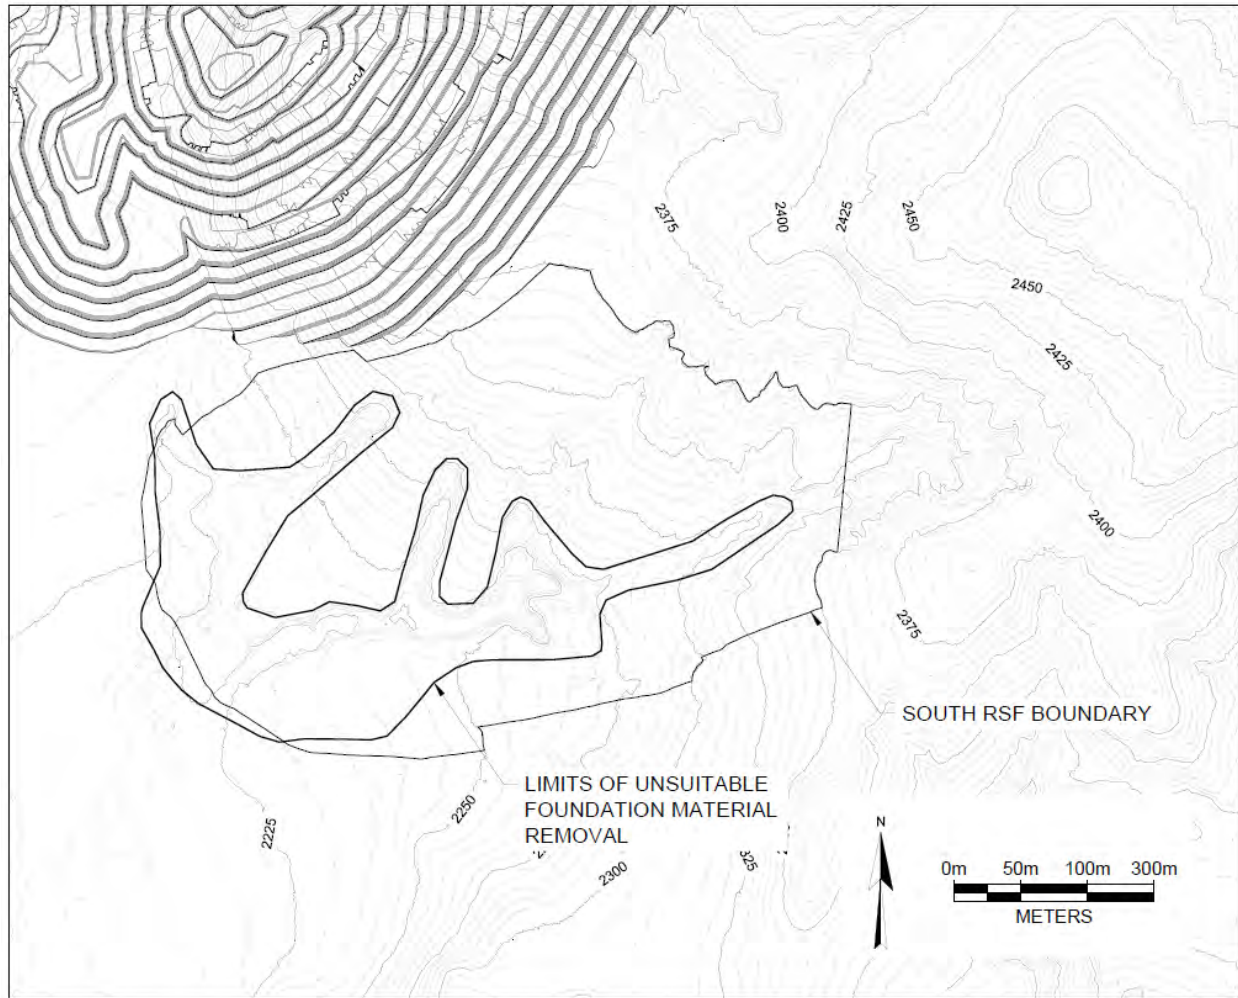 2375
2400
2425
2450
2450
2425
2400
2375
SOUTH RSF BOUNDARY
LIMITS OF UNSUITABLE
FOUNDATION MATERIAL
REMOVAL
2225
2250
2300
N
0m 50m 100m 300m
METERS